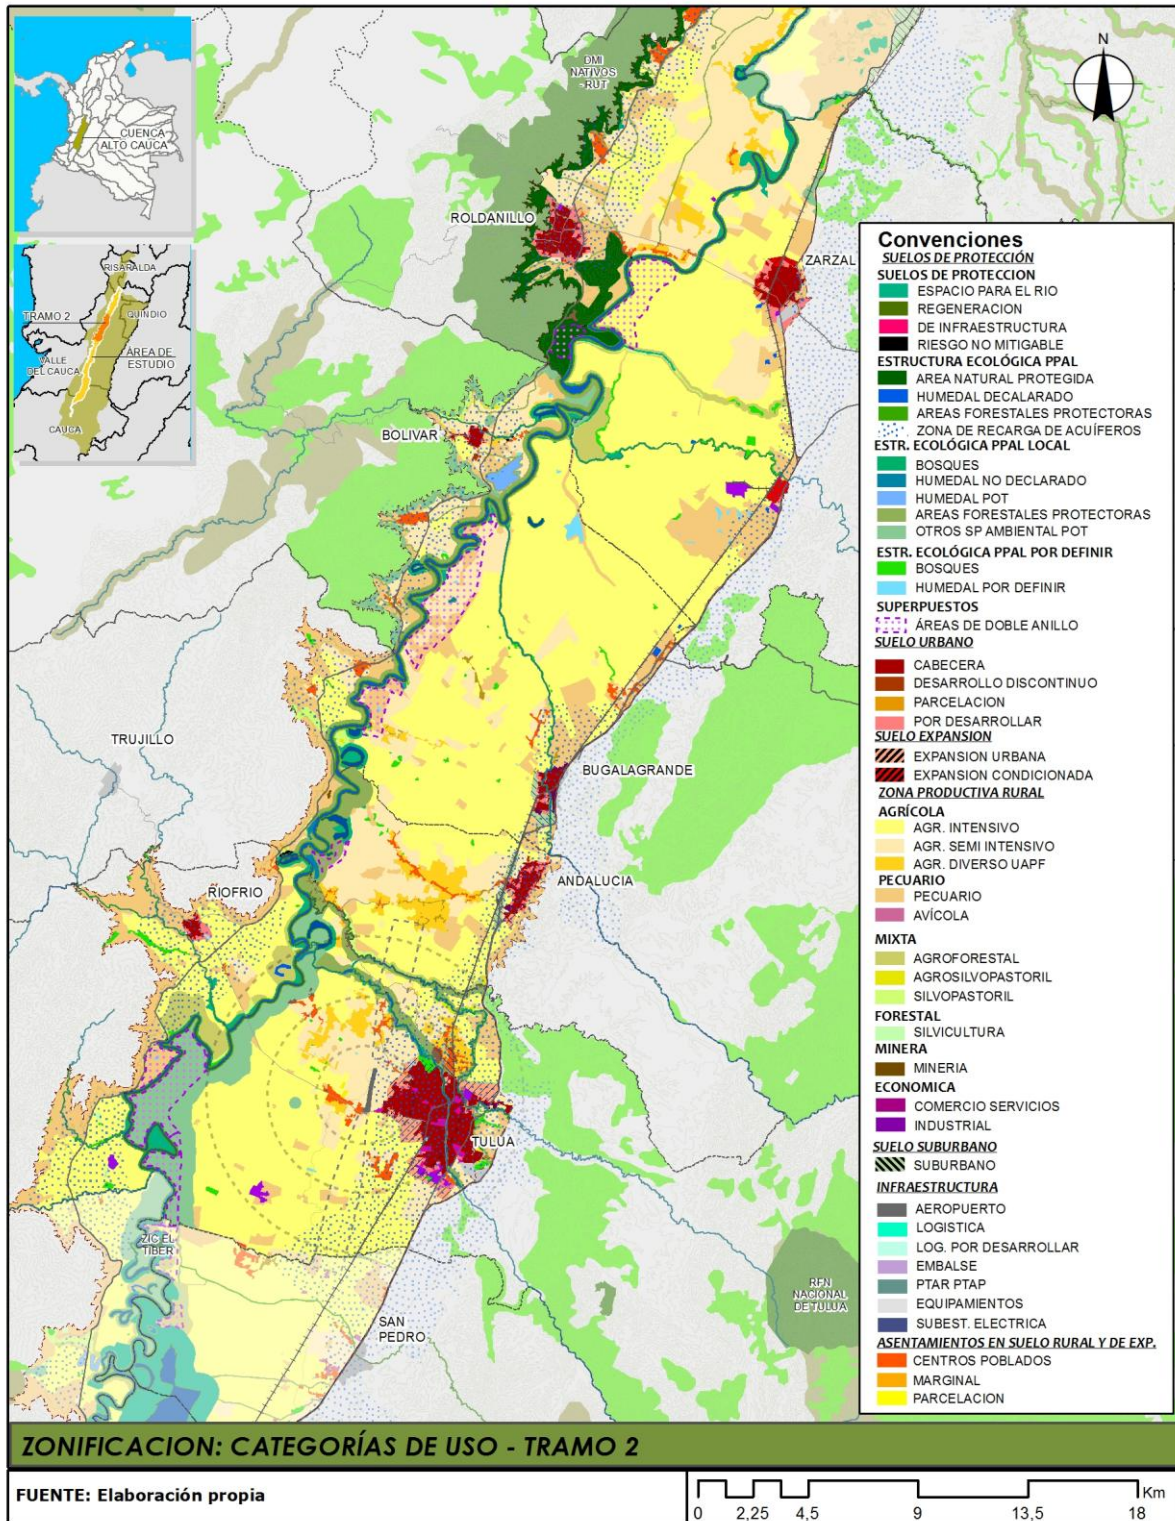 CUENCA
ALTO CAUCA
RISARALDA
TRAMO 2
QUINDIO
VALLE
DEL CAUCA
AREA DE
ESTUDIO
CAUCA
DMI
NATIVOS
- RUT
N
ROLDANILLO
ZARZAL
BOLIVAR
TRUJILLO
BUGALAGRANDE
ANDALUCIA
RIOFRIO
TULUA
ZIC EL
TIBER
SAN
PEDRO
RFN
NACIONAL
DE TULUA
Convenciones
SUELOS DE PROTECCIÓN
SUELOS DE PROTECCION
ESPACIO PARA EL RIO
REGENERACION
DE INFRAESTRUCTURA
RIESGO NO MITIGABLE
ESTRUCTURA ECOLÓGICA PPAL
AREA NATURAL PROTEGIDA
HUMEDAL DECALARADO
AREAS FORESTALES PROTECTORAS
ZONA DE RECARGA DE ACUÍFEROS
ESTR. ECOLÓGICA PPAL LOCAL
BOSQUES
HUMEDAL NO DECLARADO
HUMEDAL POT
AREAS FORESTALES PROTECTORAS
OTROS SP AMBIENTAL POT
ESTR. ECOLÓGICA PPAL POR DEFINIR
BOSQUES
HUMEDAL POR DEFINIR
SUPERPUESTOS
ÁREAS DE DOBLE ANILLO
SUELO URBANO
CABECERA
DESARROLLO DISCONTINUO
PARCELACION
POR DESARROLLAR
SUELO EXPANSION
EXPANSION URBANA
EXPANSION CONDICIONADA
ZONA PRODUCTIVA RURAL
AGRÍCOLA
AGR. INTENSIVO
AGR. SEMI INTENSIVO
AGR. DIVERSO UAPF
PECUARIO
PECUARIO
AVÍCOLA
MIXTA
AGROFORESTAL
AGROSILVOPASTORIL
SILVOPASTORIL
FORESTAL
SILVICULTURA
MINERA
MINERIA
ECONOMICA
COMERCIO SERVICIOS
INDUSTRIAL
SUELO SUBURBANO
SUBURBANO
INFRAESTRUCTURA
AEROPUERTO
LOGISTICA
LOG. POR DESARROLLAR
EMBALSE
PTAR PTAP
EQUIPAMIENTOS
SUBEST. ELECTRICA
ASENTAMIENTOS EN SUELO RURAL Y DE EXP.
CENTROS POBLADOS
MARGINAL
PARCELACION
ZONIFICACION: CATEGORÍAS DE USO - TRAMO 2
FUENTE: Elaboración propia
Km
0 2,25 4,5 9 13,5 18